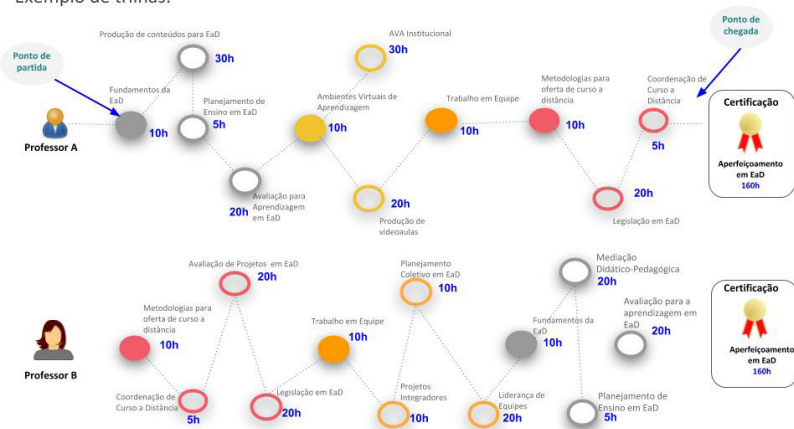 Exemplo de trilhas:
Ponto de
partida
Produção de conteúdos para EaD
30h
AVA Institucional
30h
Ponto de
chegada
Professor A
Fundamentos da
EaD
10h
Planejamento de
Ensino em EaD
5h
Avaliação para
Aprendizagem
em EaD
20h
Ambientes Virtuais de
Aprendizagem
10h
Produção de
videoaulas
20h
Trabalho em Equipe
10h
Metodologias para
oferta de curso a
distância
10h
Legislação em EaD
20h
Coordenação de
Curso a
Distância
5h
Certificação
Aperfeiçoamento
em EaD
160h
Professor B
Metodologias para
oferta de curso a
distância
10h
Coordenação de
Curso a Distância
5h
Avaliação de Projetos em EaD
20h
Legislação em EaD
20h
Trabalho em Equipe
10h
Projetos
Integradores
10h
Planejamento
Coletivo em EaD
10h
Liderança de
Equipes
20h
Fundamentos da
EaD
10h
Mediação
Didático-Pedagógica
20h
Planejamento de
Ensino em EaD
5h
Avaliação para a
aprendizagem em
EaD
20h
Certificação
Aperfeiçoamento
em EaD
160h